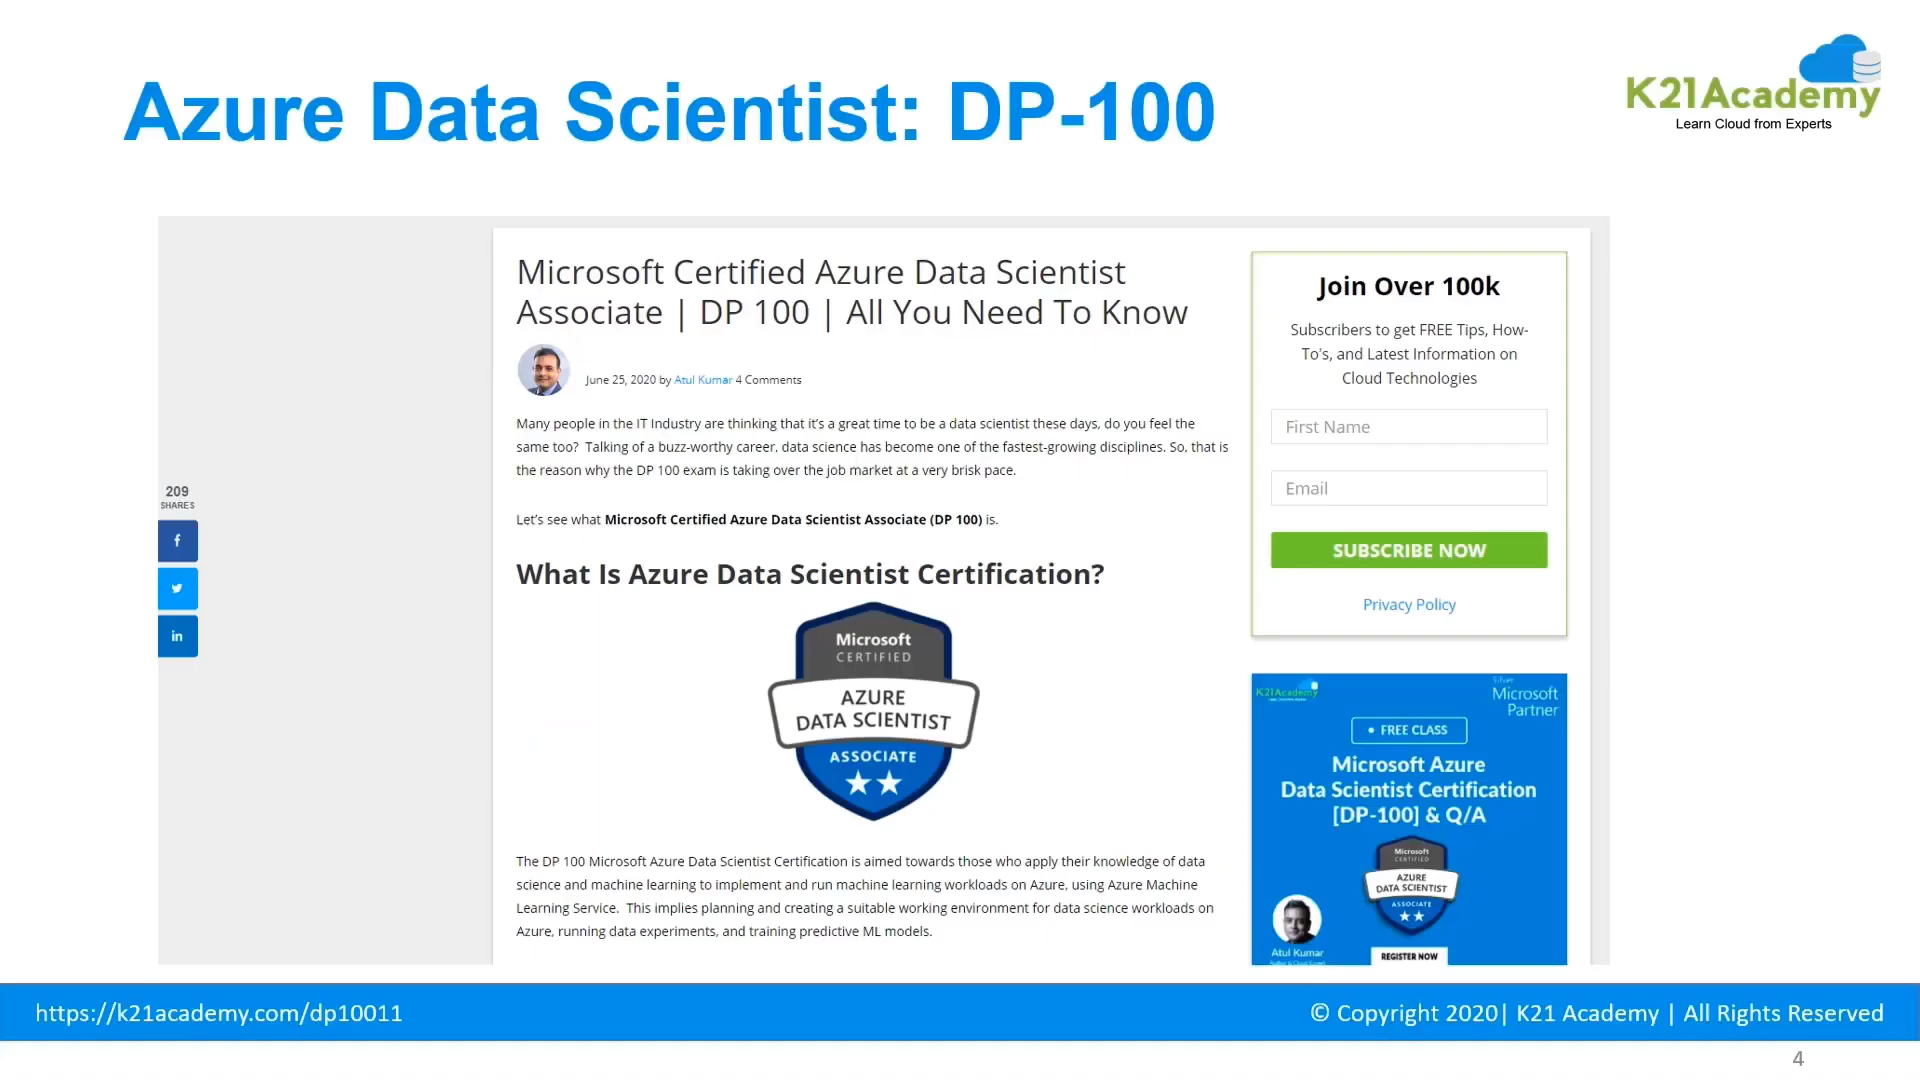 Azure Data Scientist: DP-100
K21Academy
Learn Cloud from Experts
Microsoft Certified Azure Data Scientist
Associate | DP 100 | All You Need To Know
June 25, 2020 by Atul Kumar 4 Comments
Many people in the IT Industry are thinking that it’s a great time to be a data scientist these days, do you feel the
same too?  Talking of a buzz-worthy career, data science has become one of the fastest-growing disciplines. So, that is
the reason why the DP 100 exam is taking over the job market at a very brisk pace.
Let’s see what Microsoft Certified Azure Data Scientist Associate (DP 100) is.
What Is Azure Data Scientist Certification?
Microsoft
CERTIFIED
AZURE
DATA SCIENTIST
ASSOCIATE
The DP 100 Microsoft Azure Data Scientist Certification is aimed towards those who apply their knowledge of data
science and machine learning to implement and run machine learning workloads on Azure, using Azure Machine
Learning Service.  This implies planning and creating a suitable working environment for data science workloads on
Azure, running data experiments, and training predictive ML models.
209
SHARES
f
in
Join Over 100k
Subscribers to get FREE Tips, How-
To's, and Latest Information on
Cloud Technologies
First Name
Email
SUBSCRIBE NOW
Privacy Policy
K21Academy
Silver
Microsoft
Partner
• FREE CLASS
Microsoft Azure
Data Scientist Certification
[DP-100] & Q/A
Microsoft
CERTIFIED
AZURE
DATA SCIENTIST
ASSOCIATE
Atul Kumar
REGISTER NOW
https://k21academy.com/dp10011
© Copyright 2020| K21 Academy | All Rights Reserved
4